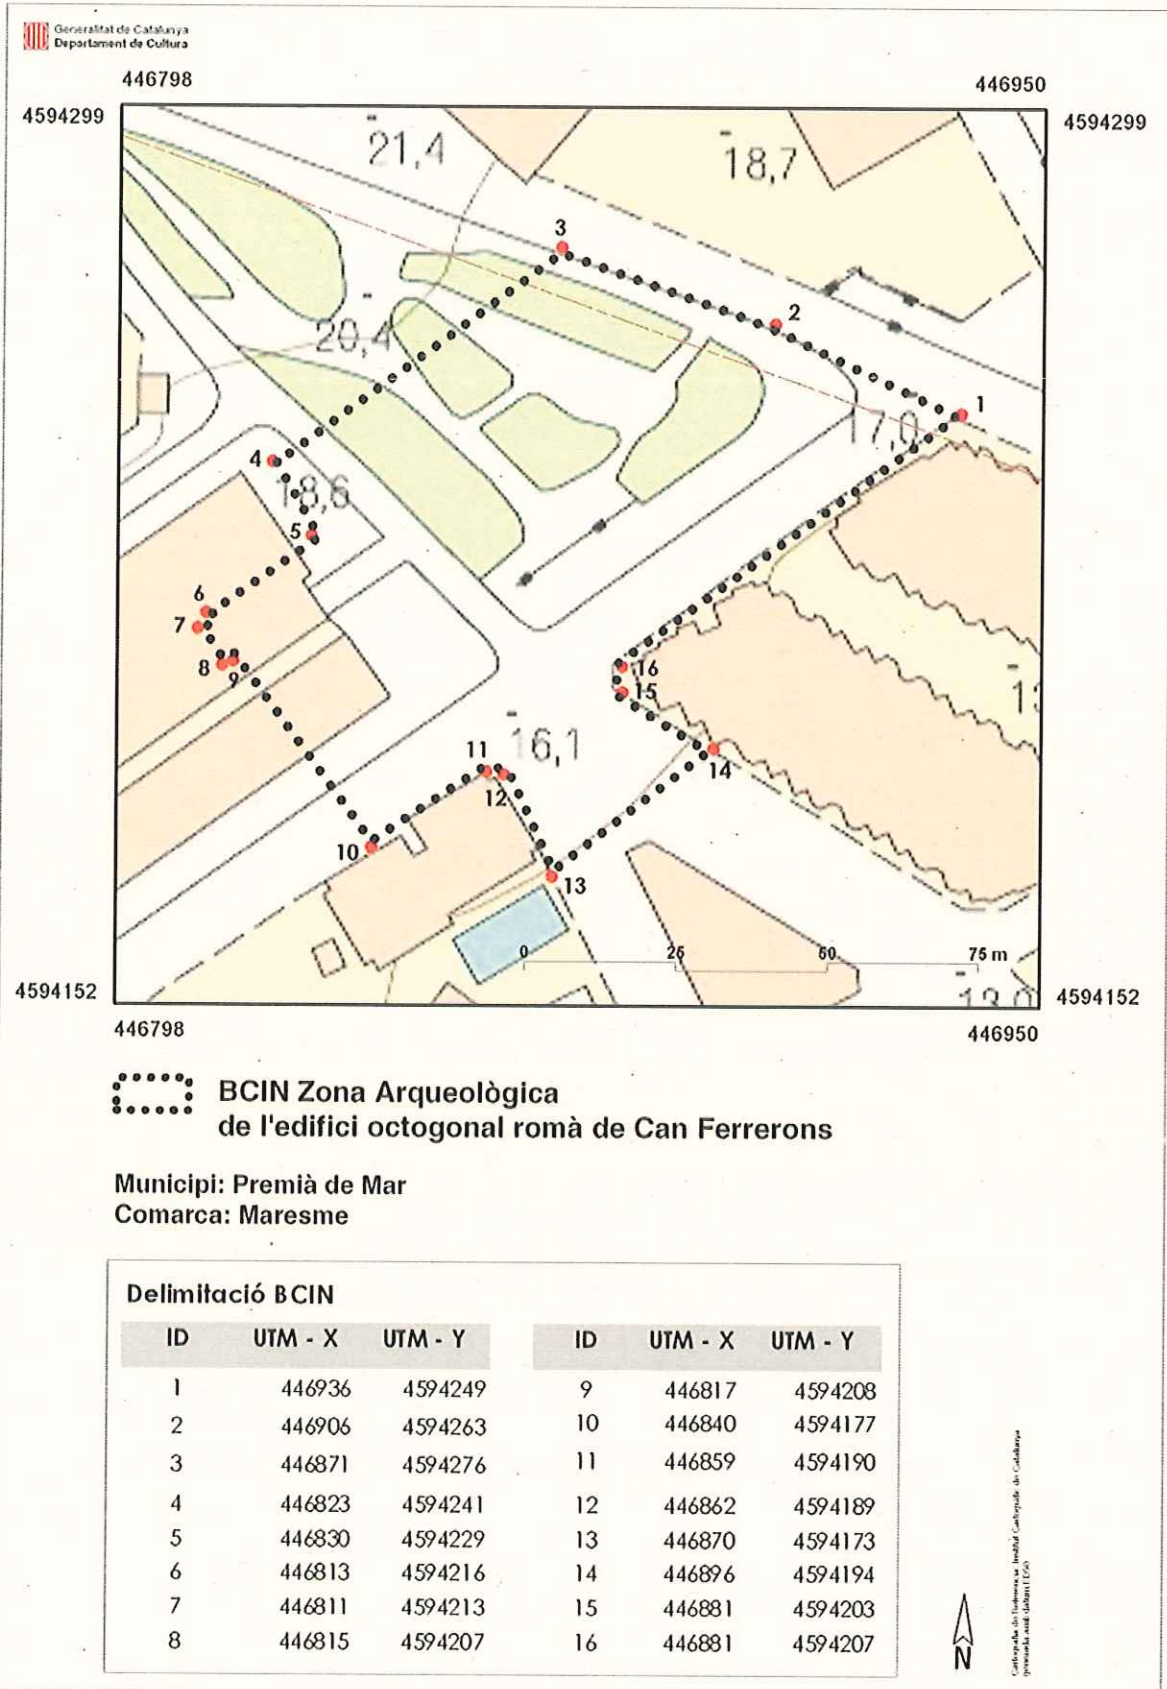 Generalitat de Catalunya
Departament de Cultura
446798
446950
4594299
4594299
21,4
18,7
3
2
1
20,4
17,0
4
18,6
5
6
7
8
9
16
15
16,1
11
12
14
10
13
0
25
50
75 m
13,0
4594152
4594152
446798
446950
BCIN Zona Arqueològica
de l'edifici octogonal romà de Can Ferrerons
Municipi: Premià de Mar
Comarca: Maresme
Delimitació BCIN
ID UTM - X UTM - Y ID UTM - X UTM - Y
1 446936 4594249 9 446817 4594208
2 446906 4594263 10 446840 4594177
3 446871 4594276 11 446859 4594190
4 446823 4594241 12 446862 4594189
5 446830 4594229 13 446870 4594173
6 446813 4594216 14 446896 4594194
7 446811 4594213 15 446881 4594203
8 446815 4594207 16 446881 4594207
N